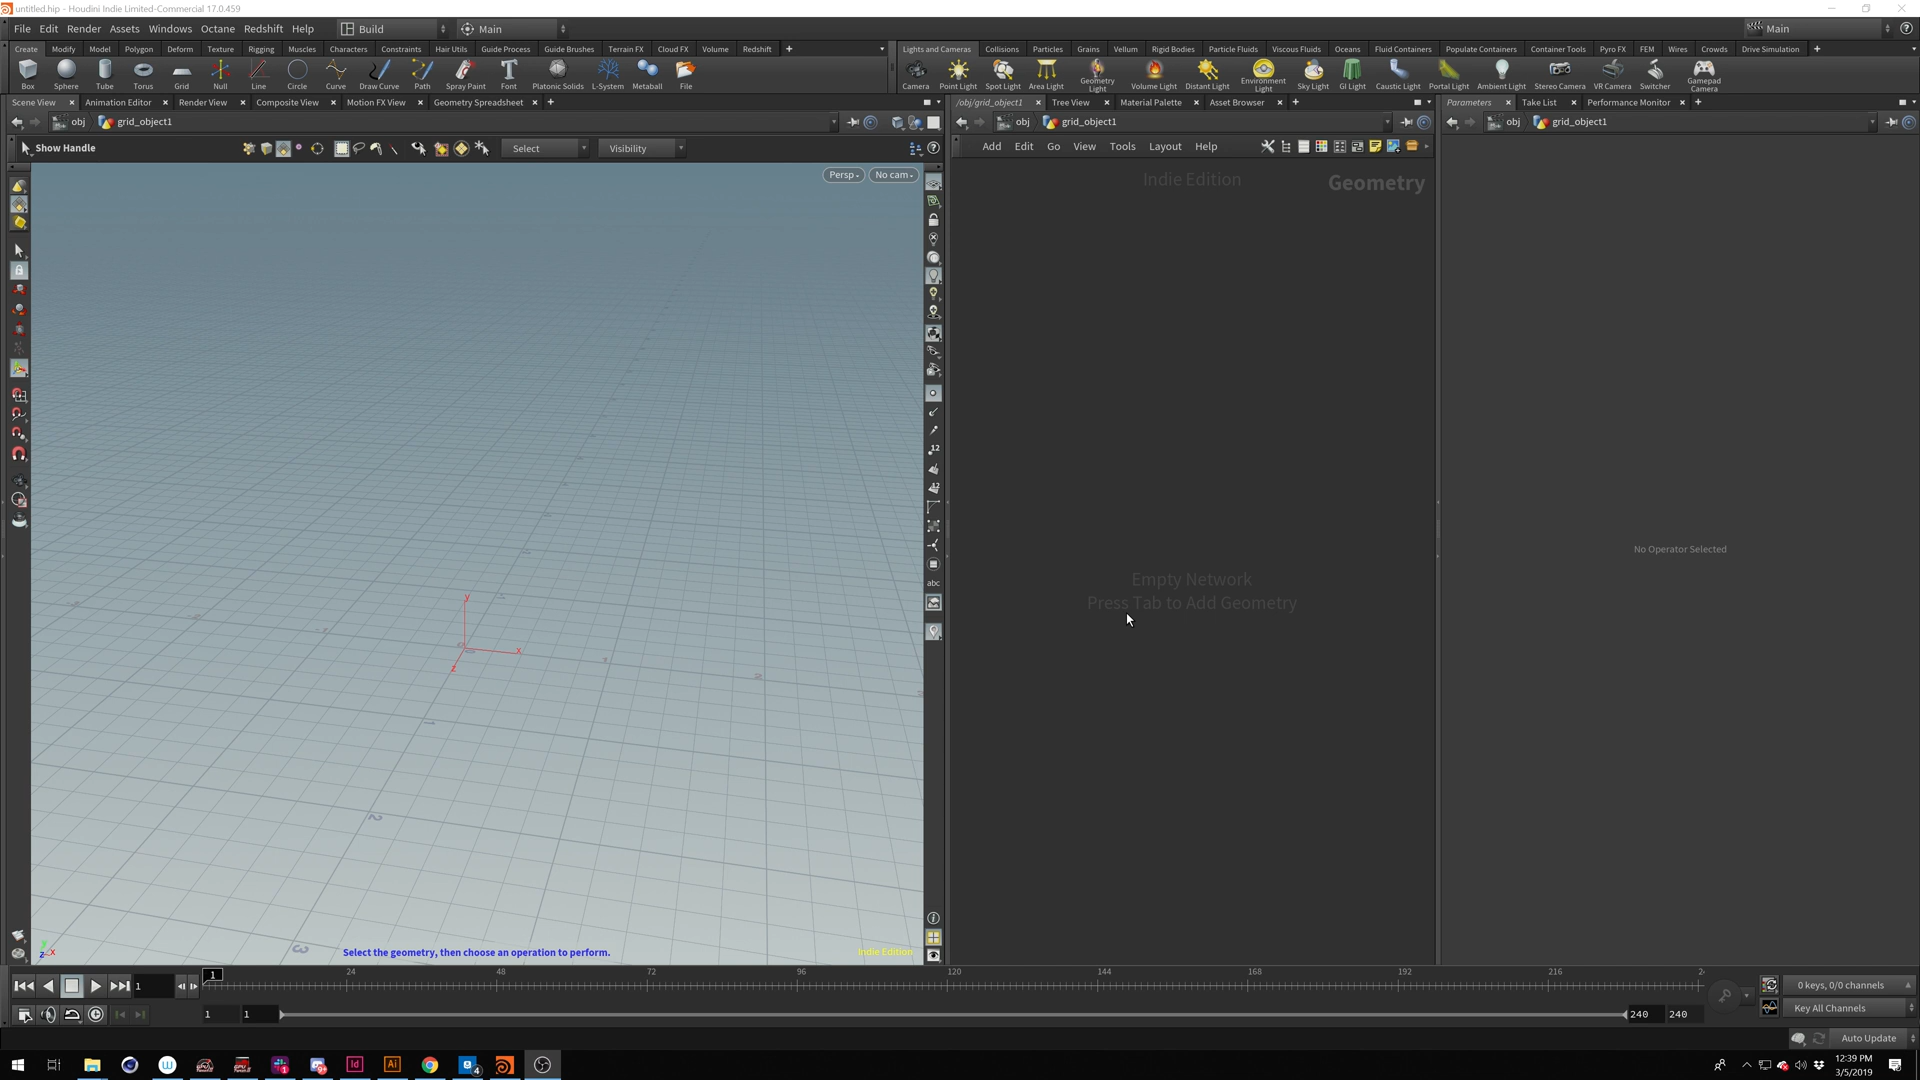 untitled.hip - Houdini Indie Limited-Commercial 17.0.459
File Edit Render Assets Windows Octane Redshift Help Build Main Main
Create Modify Model Polygon Deform Texture Rigging Muscles Characters Constraints Hair Utils Guide Process Guide Brushes Terrain FX Cloud FX Volume Redshift
Lights and Cameras Collisions Particles Grains Vellum Rigid Bodies Particle Fluids Viscous Fluids Oceans Fluid Containers Populate Containers Container Tools Pyro FX FEM Wires Crowds Drive Simulation
Box Sphere Tube Torus Grid Null Line Circle Curve Draw Curve Path Spray Paint Font Platonic Solids L-System Metaball File
Camera Point Light Spot Light Area Light Geometry Light Volume Light Distant Light Environment Light Sky Light GI Light Caustic Light Portal Light Ambient Light Stereo Camera VR Camera Switcher Gamepad Camera
Scene View Animation Editor Render View Composite View Motion FX View Geometry Spreadsheet
/obj/grid_object1 Tree View Material Palette Asset Browser
Parameters Take List Performance Monitor
obj grid_object1
obj grid_object1
obj grid_object1
Show Handle Select Visibility
Add Edit Go View Tools Layout Help
Persp No cam
Indie Edition Geometry
12
12
abc
No Operator Selected
Empty Network
Press Tab to Add Geometry
y
x
z
1
2
3
Select the geometry, then choose an operation to perform.
Indie Edition
1 1 24 48 72 96 120 144 168 192 216
0 keys, 0/0 channels
1 1 240 240
Key All Channels
Auto Update
12:39 PM
3/5/2019